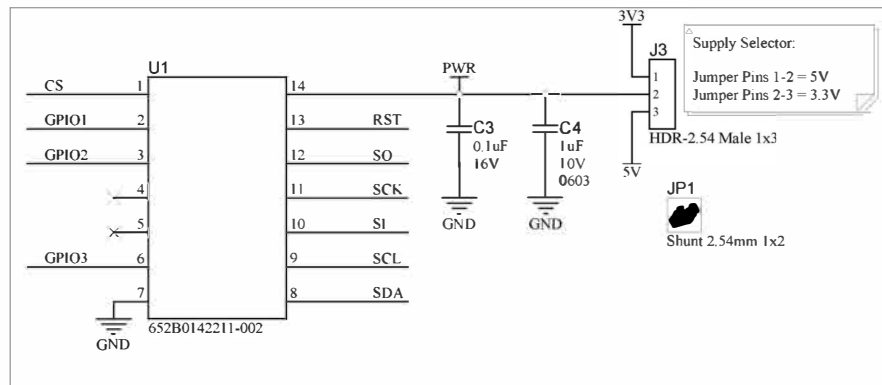 3V3
J3
Supply Selector:
Jumper Pins 1-2 = 5V
Jumper Pins 2-3 = 3.3V
U1
PWR
CS 1 14 1
GPIO1 2 13 RST C3 C4 2
GPIO2 3 12 SO 0.1uF 1uF 3
16V 10V HDR-2.54 Male 1x3
4 11 SCK 0603 5V
5 10 SI GND GND JP1
GPIO3 6 9 SCL Shunt 2.54mm 1x2
7 8 SDA
GND 652B0142211-002